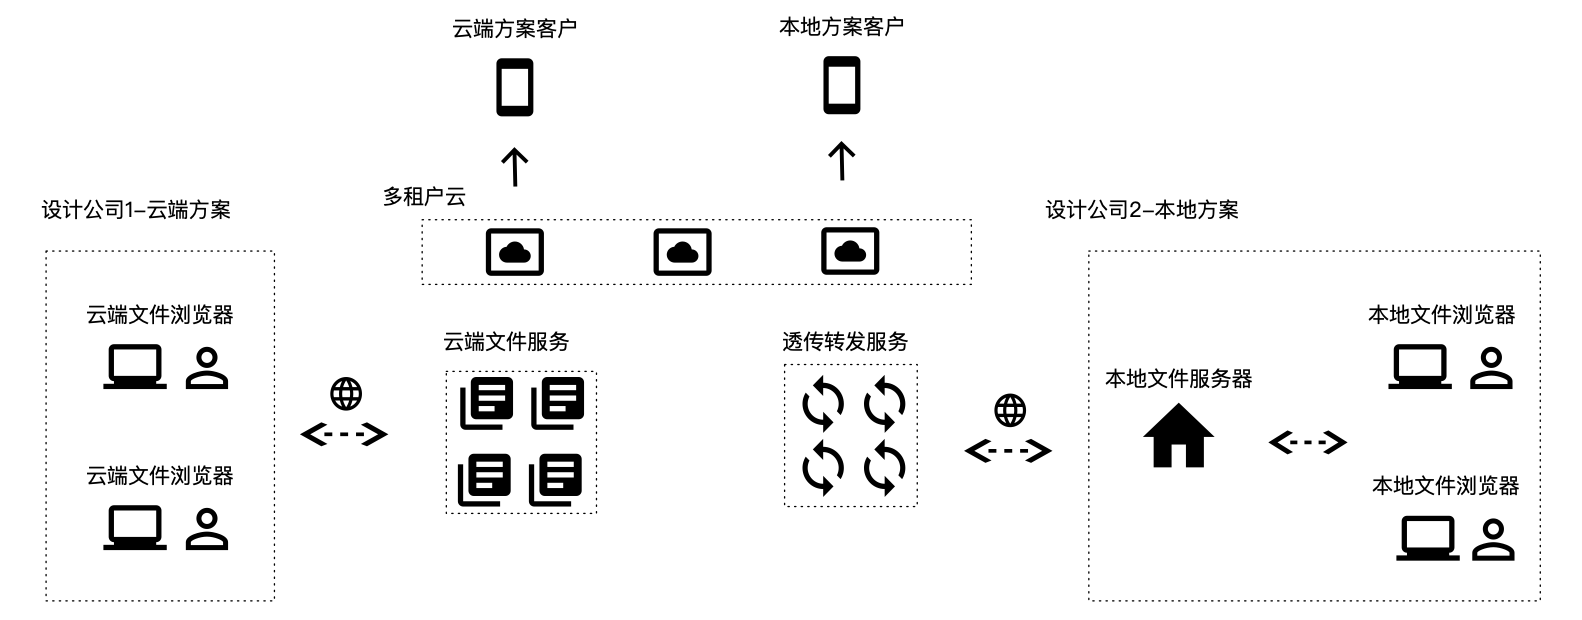 云端方案客户
本地方案客户
多租户云
设计公司1-云端方案
设计公司2-本地方案
云端文件浏览器
云端文件浏览器
云端文件服务
透传转发服务
本地文件服务器
本地文件浏览器
本地文件浏览器